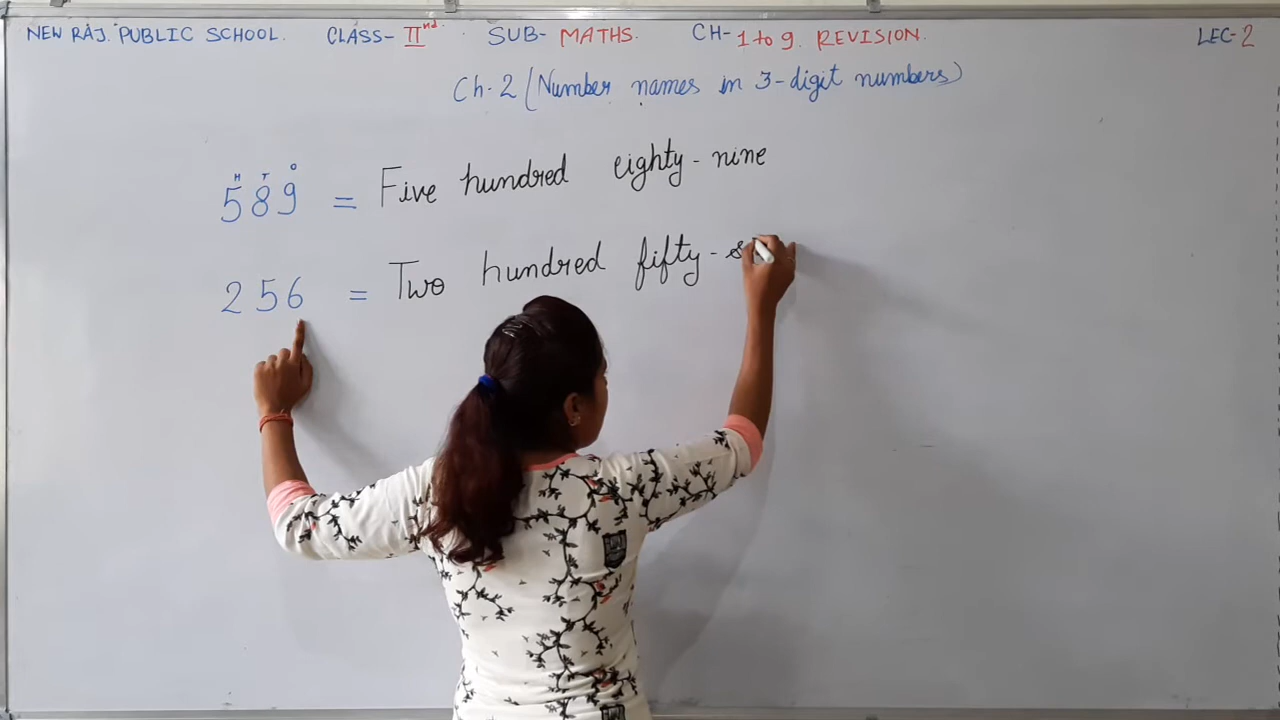 NEW RAJ. PUBLIC SCHOOL. CLASS- IInd. SUB- MATHS. CH- 1 to 9. REVISION. LEC-2
Ch. 2 (Number names in 3-digit numbers)
H T O
589 = Five hundred eighty-nine
256 = Two hundred fifty-s